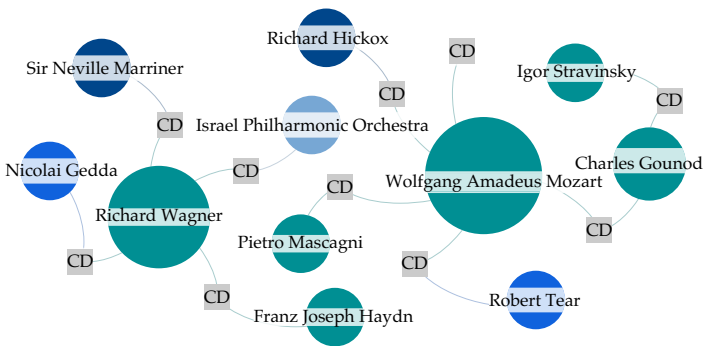 Richard Hickox
CD
Sir Neville Marriner
Igor Stravinsky
CD
CD
CD
Israel Philharmonic Orchestra
Nicolai Gedda
CD
Charles Gounod
CD
Wolfgang Amadeus Mozart
Richard Wagner
CD
Pietro Mascagni
CD
CD
CD
Robert Tear
Franz Joseph Haydn